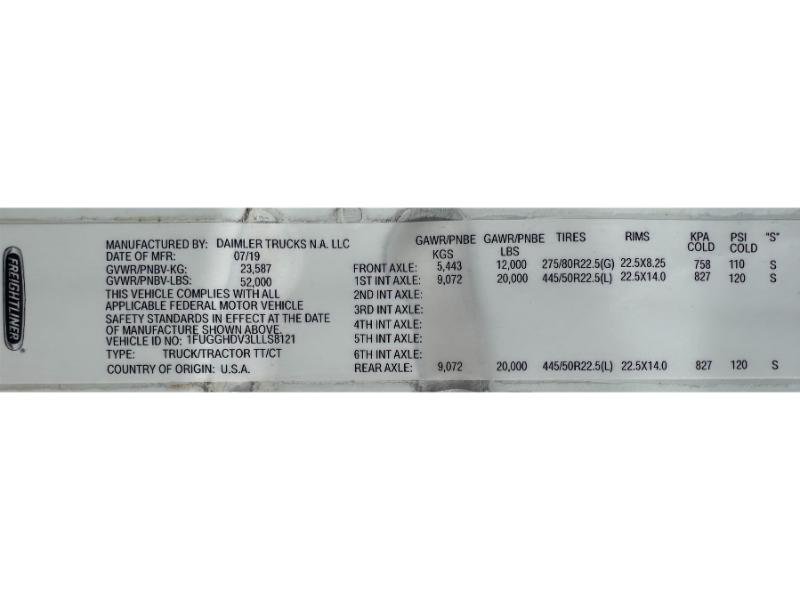 FREIGHTLINER
MANUFACTURED BY: DAIMLER TRUCKS N.A. LLC
DATE OF MFR: 07/19
GVWR/PNBV-KG: 23,587
GVWR/PNBV-LBS: 52,000
THIS VEHICLE COMPLIES WITH ALL
APPLICABLE FEDERAL MOTOR VEHICLE
SAFETY STANDARDS IN EFFECT AT THE DATE
OF MANUFACTURE SHOWN ABOVE.
VEHICLE ID NO: 1FUGGHDV3LLLS8121
TYPE: TRUCK/TRACTOR TT/CT
COUNTRY OF ORIGIN: U.S.A.
GAWR/PNBE GAWR/PNBE TIRES RIMS KPA PSI "S"
KGS LBS COLD COLD
FRONT AXLE: 5,443 12,000 275/80R22.5(G) 22.5X8.25 758 110 S
1ST INT AXLE: 9,072 20,000 445/50R22.5(L) 22.5X14.0 827 120 S
2ND INT AXLE:
3RD INT AXLE:
4TH INT AXLE:
5TH INT AXLE:
6TH INT AXLE:
REAR AXLE: 9,072 20,000 445/50R22.5(L) 22.5X14.0 827 120 S